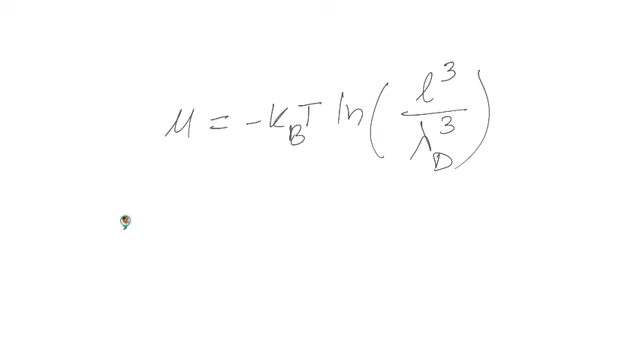 μ = -k_B T ln(l^3/λ_D^3)